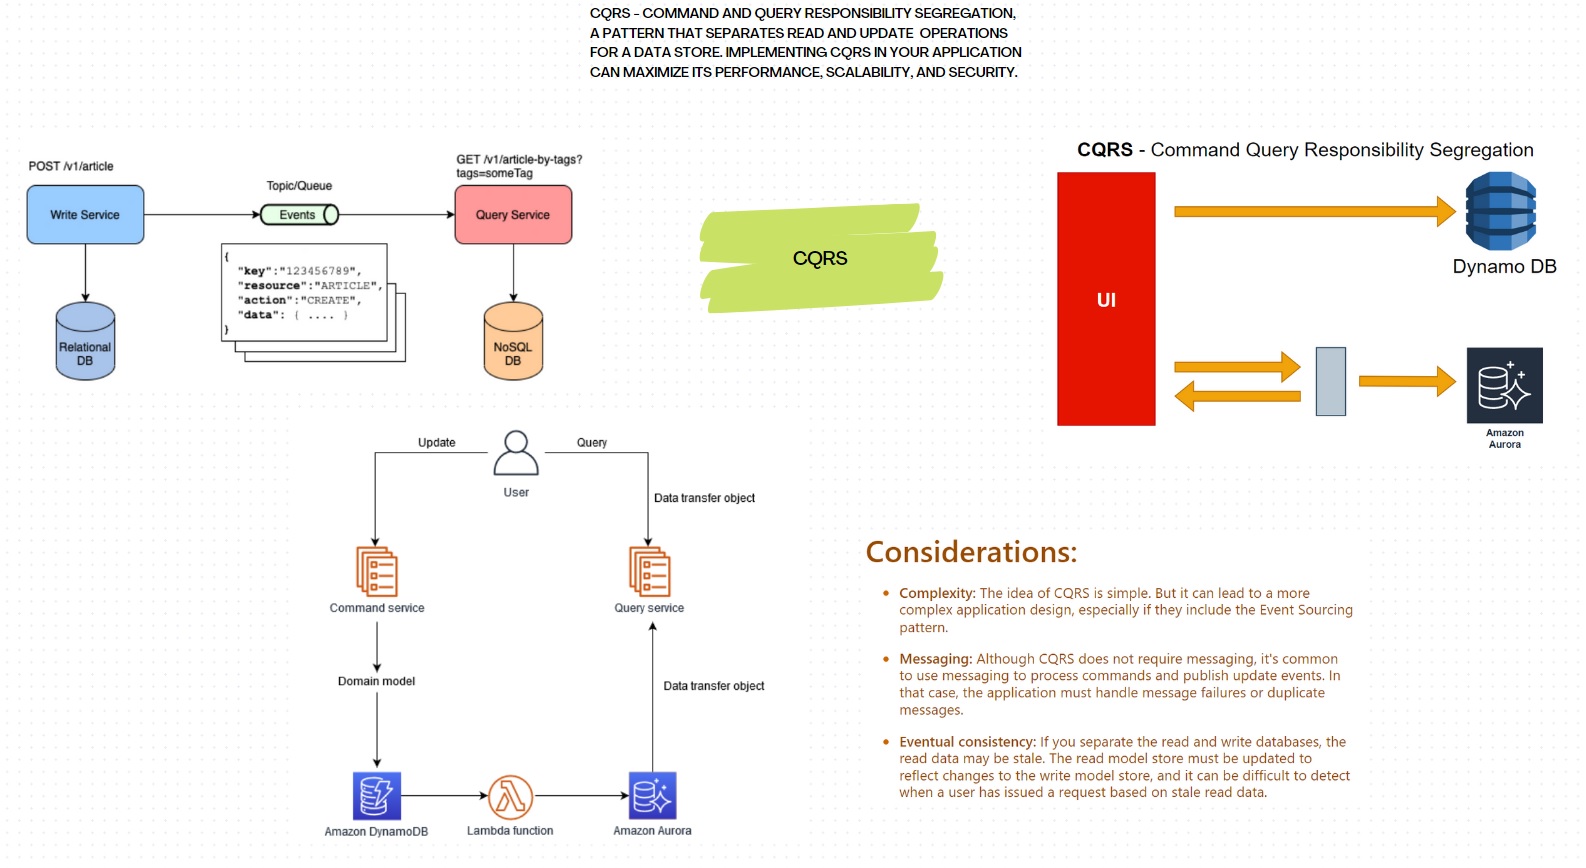 CQRS - COMMAND AND QUERY RESPONSIBILITY SEGREGATION,
A PATTERN THAT SEPARATES READ AND UPDATE OPERATIONS
FOR A DATA STORE. IMPLEMENTING CQRS IN YOUR APPLICATION
CAN MAXIMIZE ITS PERFORMANCE, SCALABILITY, AND SECURITY.
POST /v1/article
Write Service
Topic/Queue
Events
GET /v1/article-by-tags?
tags=someTag
Query Service
{
"key":"123456789",
"resource":"ARTICLE",
"action":"CREATE",
"data": { .... }
}
Relational
DB
NoSQL
DB
CQRS
CQRS - Command Query Responsibility Segregation
UI
Dynamo DB
Amazon
Aurora
Update
Query
User
Data transfer object
Command service
Query service
Domain model
Data transfer object
Amazon DynamoDB
Lambda function
Amazon Aurora
Considerations:
• Complexity: The idea of CQRS is simple. But it can lead to a more
complex application design, especially if they include the Event Sourcing
pattern.
• Messaging: Although CQRS does not require messaging, it's common
to use messaging to process commands and publish update events. In
that case, the application must handle message failures or duplicate
messages.
• Eventual consistency: If you separate the read and write databases, the
read data may be stale. The read model store must be updated to
reflect changes to the write model store, and it can be difficult to detect
when a user has issued a request based on stale read data.